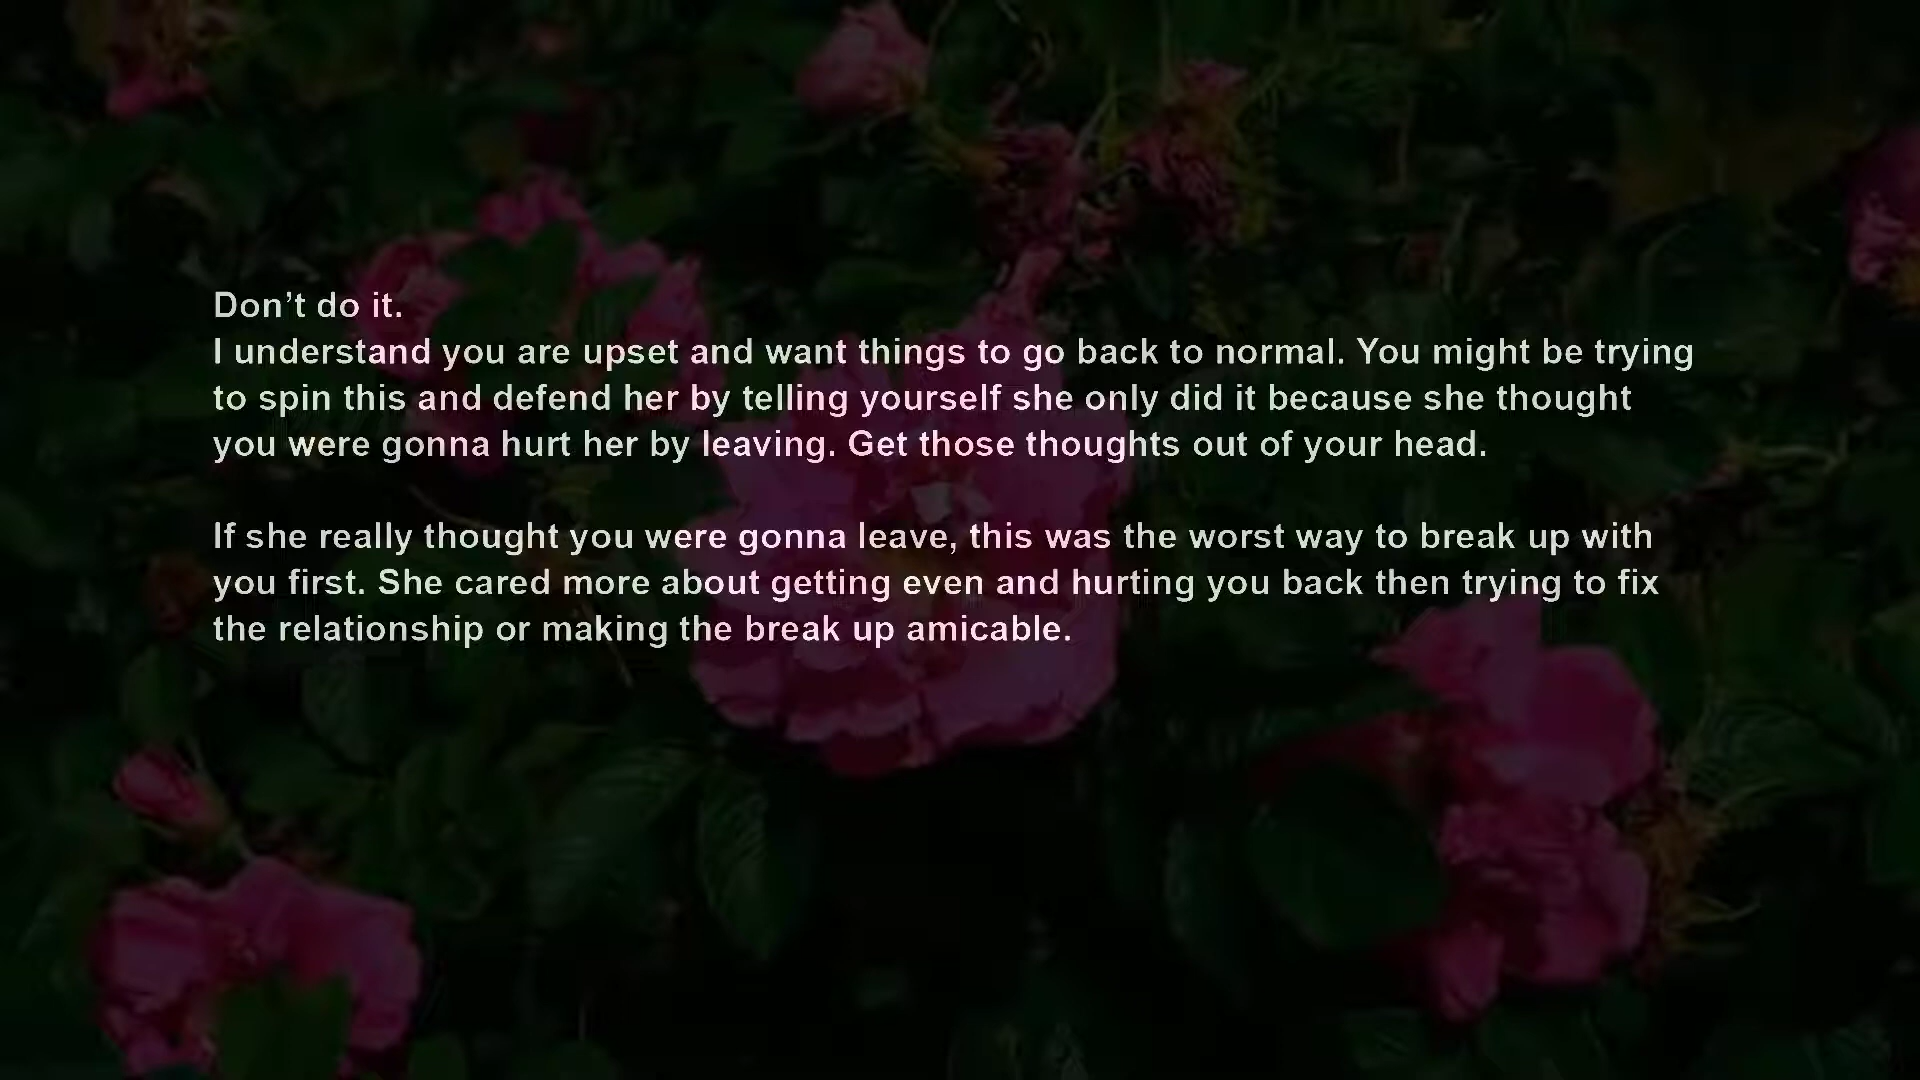 Don’t do it.
I understand you are upset and want things to go back to normal. You might be trying
to spin this and defend her by telling yourself she only did it because she thought
you were gonna hurt her by leaving. Get those thoughts out of your head.
If she really thought you were gonna leave, this was the worst way to break up with
you first. She cared more about getting even and hurting you back then trying to fix
the relationship or making the break up amicable.